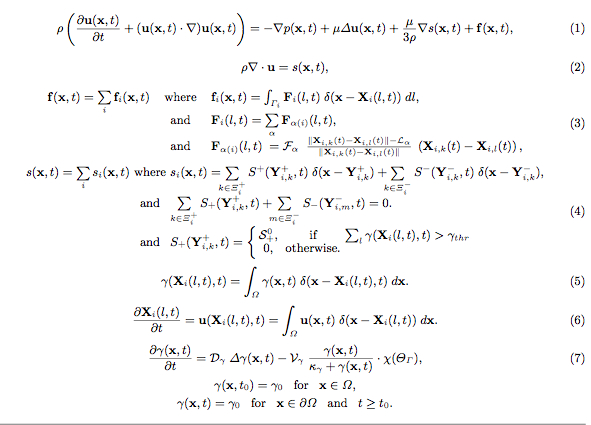 ρ ( ∂u(x,t)/∂t + (u(x,t) · ∇)u(x,t) ) = −∇p(x,t) + μΔu(x,t) + μ/3ρ ∇s(x,t) + f(x,t), (1)
ρ∇ · u = s(x,t), (2)
f(x,t) = ∑_i f_i(x,t) where f_i(x,t) = ∫_{Γ_i} F_i(l,t) δ(x − X_i(l,t)) dl,
and F_i(l,t) = ∑_α F_{α(i)}(l,t), (3)
and F_{α(i)}(l,t) = ℱ_α ‖X_{i,k}(t)−X_{i,l}(t)‖−ℒ_α / ‖X_{i,k}(t)−X_{i,l}(t)‖ (X_{i,k}(t) − X_{i,l}(t)),
s(x,t) = ∑_i s_i(x,t) where s_i(x,t) = ∑_{k∈Ξ_i^+} S^+(Y_{i,k}^+,t) δ(x−Y_{i,k}^+) + ∑_{k∈Ξ_i^-} S^−(Y_{i,k}^-,t) δ(x−Y_{i,k}^-),
and ∑_{k∈Ξ_i^+} S_+(Y_{i,k}^+,t) + ∑_{m∈Ξ_i^-} S_−(Y_{i,m}^-,t) = 0. (4)
and S_+(Y_{i,k}^+,t) = { 𝒮_+^0, if ∑_l γ(X_i(l,t),t) > γ_{thr}
0, otherwise.
γ(X_i(l,t),t) = ∫_Ω γ(x,t) δ(x − X_i(l,t),t) dx. (5)
∂X_i(l,t)/∂t = u(X_i(l,t),t) = ∫_Ω u(x,t) δ(x − X_i(l,t)) dx. (6)
∂γ(x,t)/∂t = 𝒟_γ Δγ(x,t) − 𝒱_γ γ(x,t)/κ_γ + γ(x,t) · χ(Θ_Γ), (7)
γ(x,t_0) = γ_0 for x ∈ Ω,
γ(x,t) = γ_0 for x ∈ ∂Ω and t ≥ t_0.